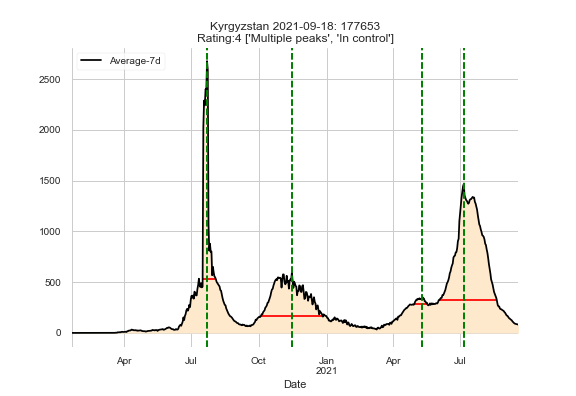 Kyrgyzstan 2021-09-18: 177653
Rating:4 ['Multiple peaks', 'In control']
Average-7d
2500
2000
1500
1000
500
0
Apr
Jul
Oct
Jan
2021
Apr
Jul
Date